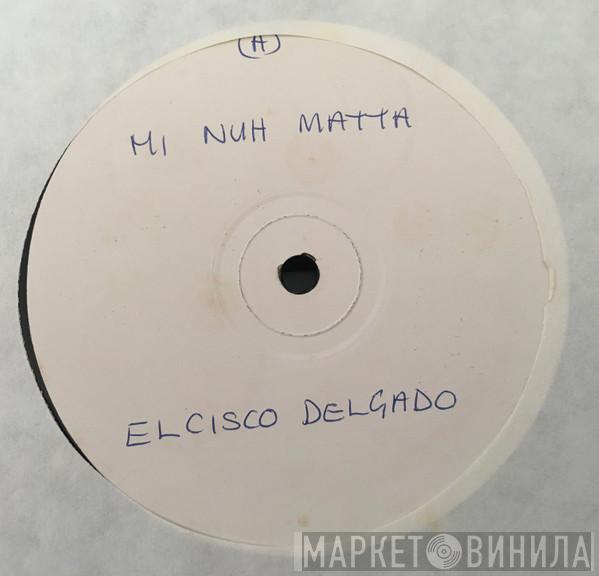 (A)
MI NUH MATTA
ELCISCO DELGADO
МАРКЕТ ВИНИЛА